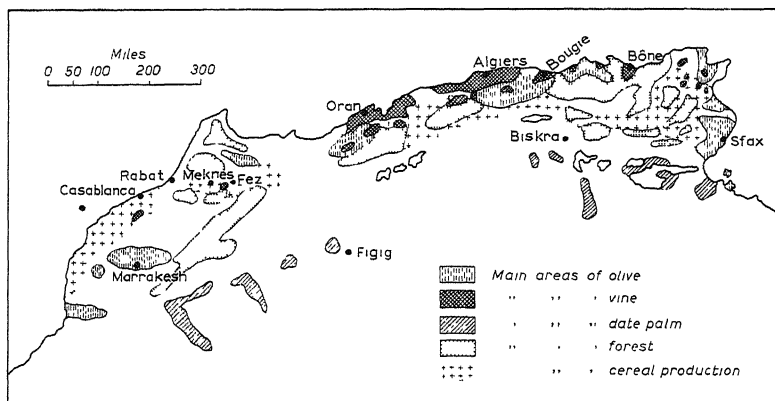 Miles
0 50 100 200 300
Algiers
Bougie
Bône
Oran
Biskra
Sfax
Rabat
Meknes
Fez
Casablanca
Marrakesh
Figig
Main areas of olive
" " " vine
" " " date palm
" " " forest
" " cereal production